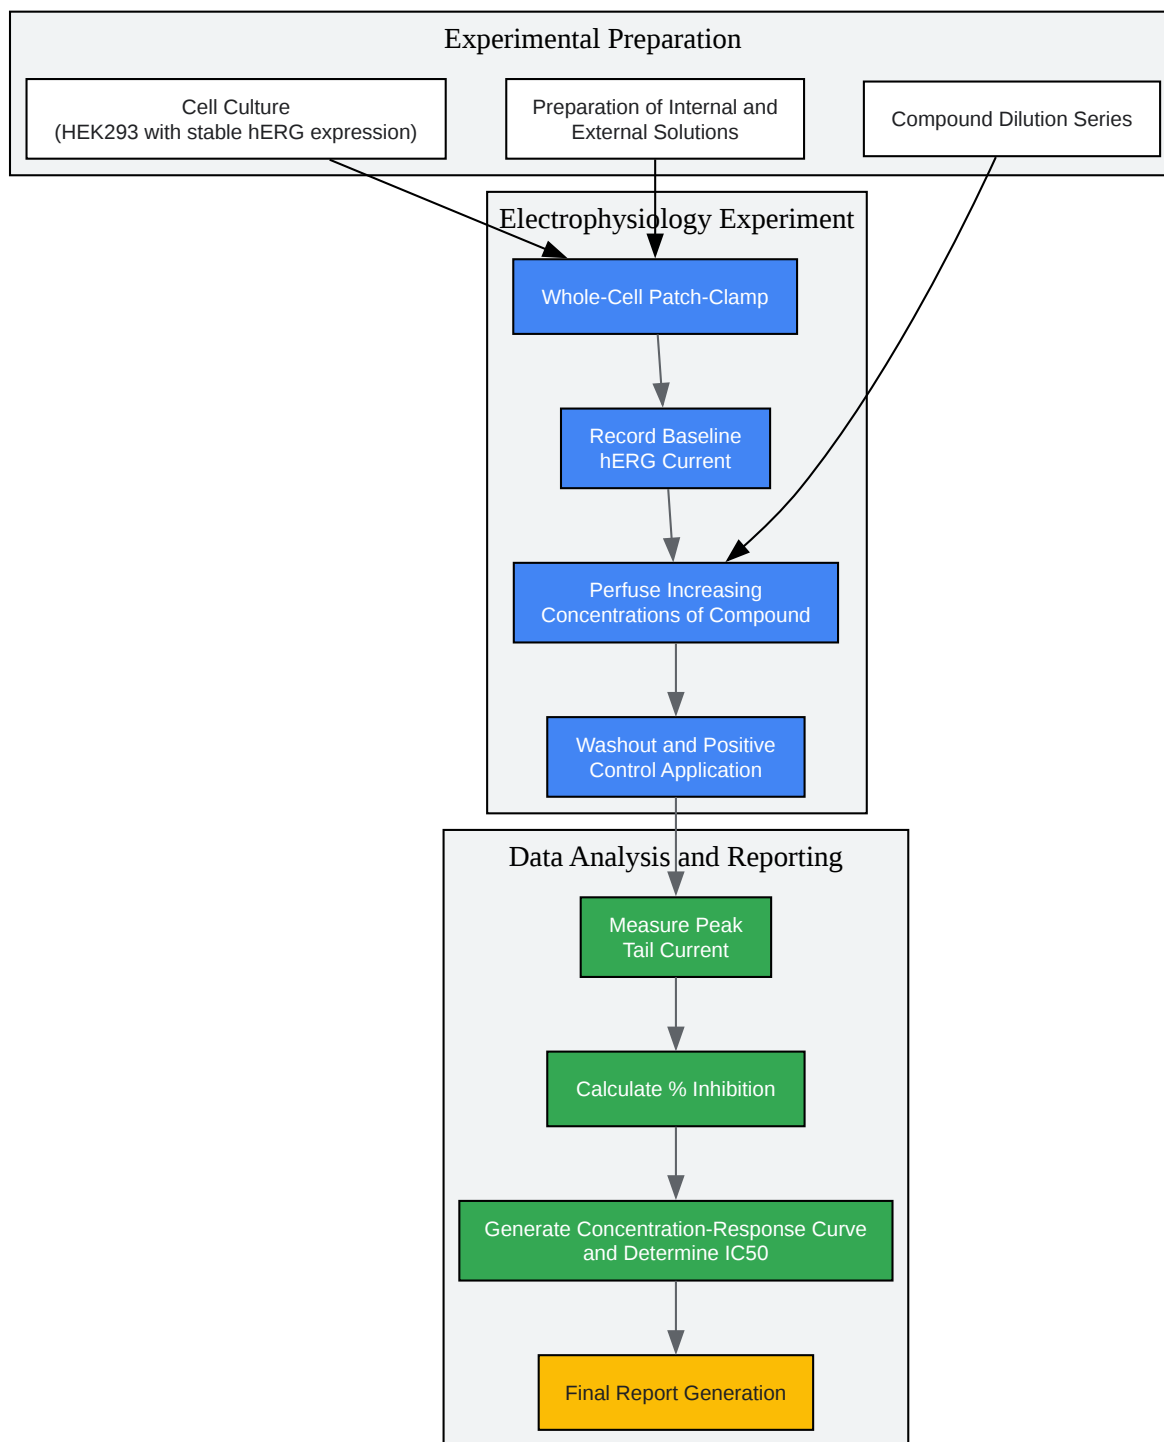 Experimental Preparation
Cell Culture
(HEK293 with stable hERG expression)
Preparation of Internal and
External Solutions
Compound Dilution Series
Electrophysiology Experiment
Whole-Cell Patch-Clamp
Record Baseline
hERG Current
Perfuse Increasing
Concentrations of Compound
Washout and Positive
Control Application
Data Analysis and Reporting
Measure Peak
Tail Current
Calculate % Inhibition
Generate Concentration-Response Curve
and Determine IC50
Final Report Generation